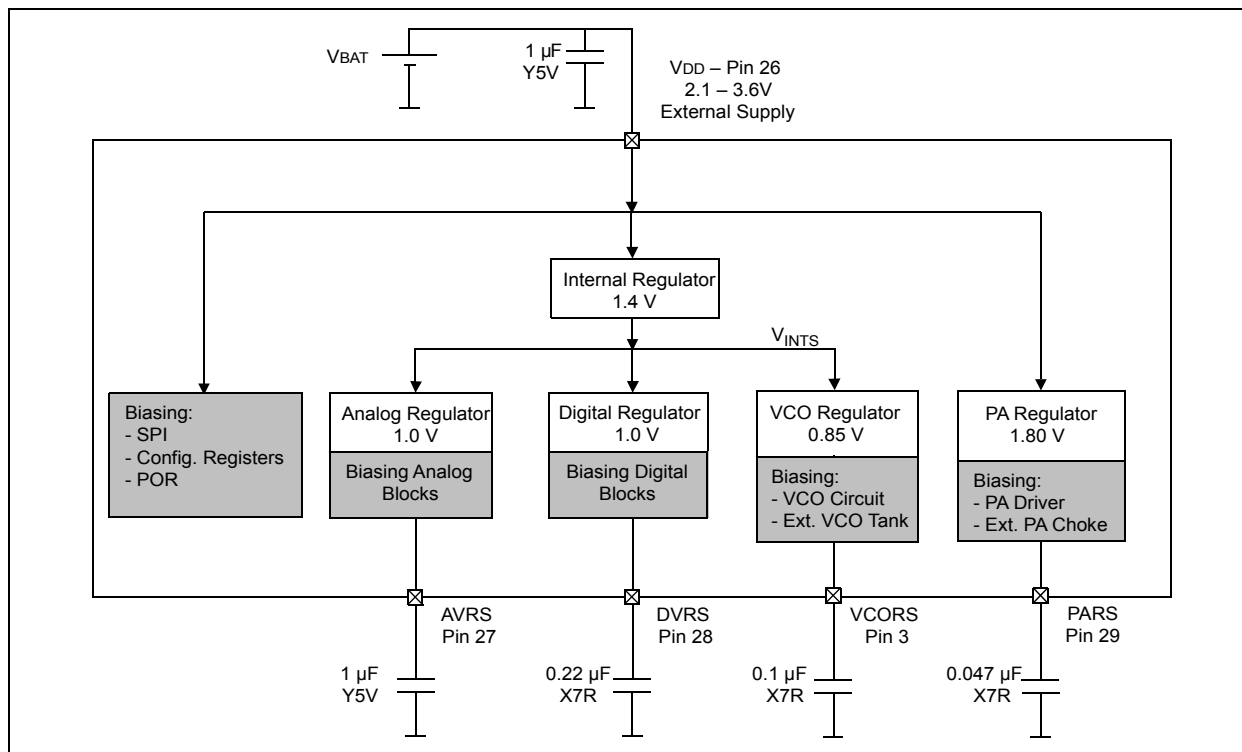 VBAT
1 µF
Y5V
VDD – Pin 26
2.1 – 3.6V
External Supply
Internal Regulator
1.4 V
VINTS
Biasing:
- SPI
- Config. Registers
- POR
Analog Regulator
1.0 V
Biasing Analog
Blocks
Digital Regulator
1.0 V
Biasing Digital
Blocks
VCO Regulator
0.85 V
Biasing:
- VCO Circuit
- Ext. VCO Tank
PA Regulator
1.80 V
Biasing:
- PA Driver
- Ext. PA Choke
AVRS
Pin 27
DVRS
Pin 28
VCORS
Pin 3
PARS
Pin 29
1 µF
Y5V
0.22 µF
X7R
0.1 µF
X7R
0.047 µF
X7R